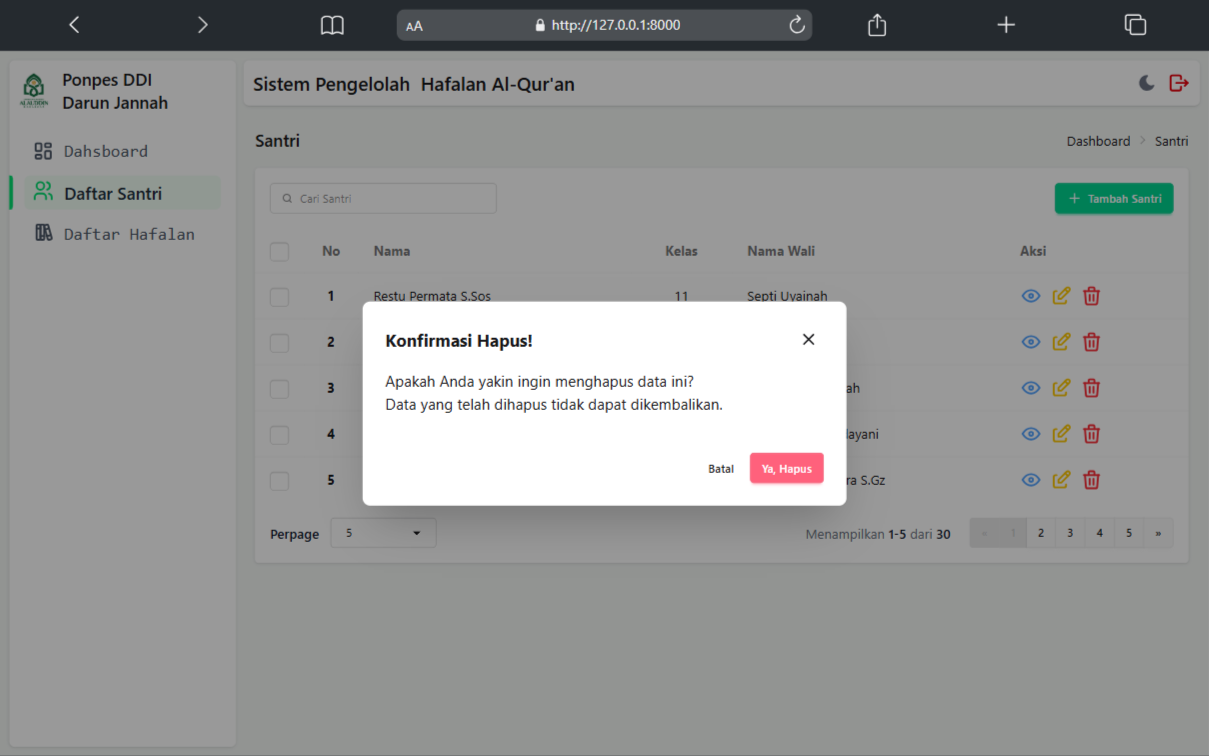 AA http://127.0.0.1:8000
Ponpes DDI
Darun Jannah
Sistem Pengelolah Hafalan Al-Qur'an
Dahsboard
Daftar Santri
Daftar Hafalan
Santri
Dashboard > Santri
Cari Santri
+ Tambah Santri
No Nama Kelas Nama Wali Aksi
1 Restu Permata S.Sos 11 Septi Uyainah
2
3 ah
4 layani
5 ra S.Gz
Konfirmasi Hapus!
Apakah Anda yakin ingin menghapus data ini?
Data yang telah dihapus tidak dapat dikembalikan.
Batal Ya, Hapus
Perpage 5 Menampilkan 1-5 dari 30 « 1 2 3 4 5 »